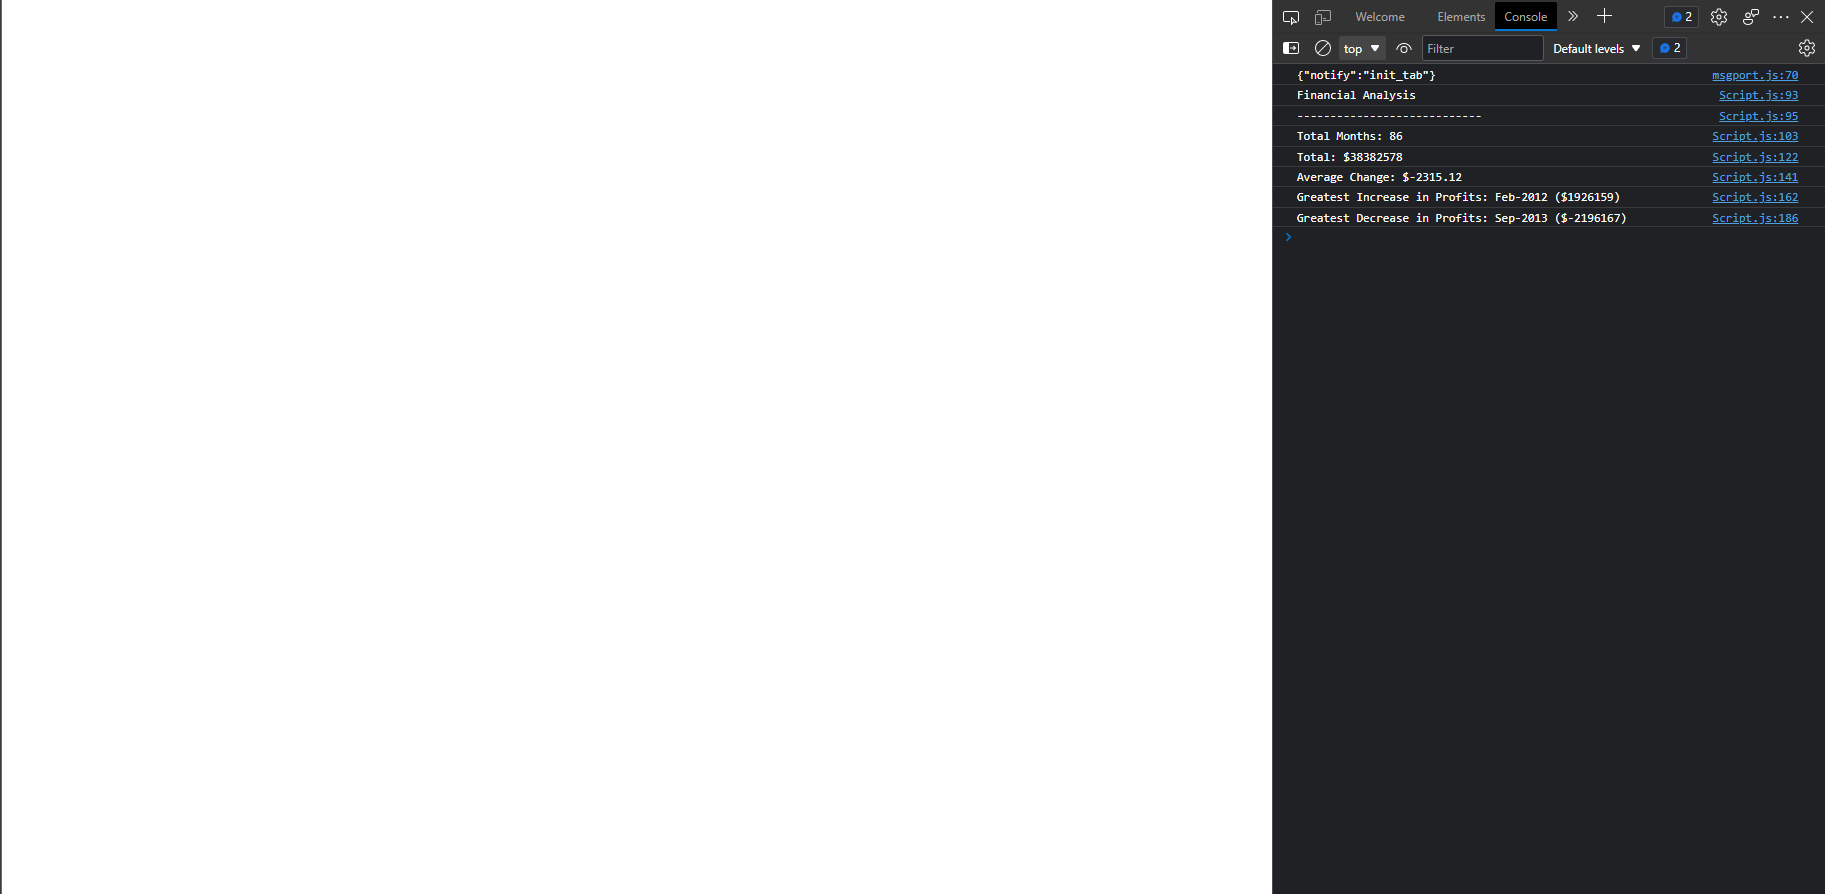 Welcome Elements Console 2
top Filter Default levels 2
{"notify":"init_tab"} msgport.js:70
Financial Analysis Script.js:93
---------------------------- Script.js:95
Total Months: 86 Script.js:103
Total: $38382578 Script.js:122
Average Change: $-2315.12 Script.js:141
Greatest Increase in Profits: Feb-2012 ($1926159) Script.js:162
Greatest Decrease in Profits: Sep-2013 ($-2196167) Script.js:186